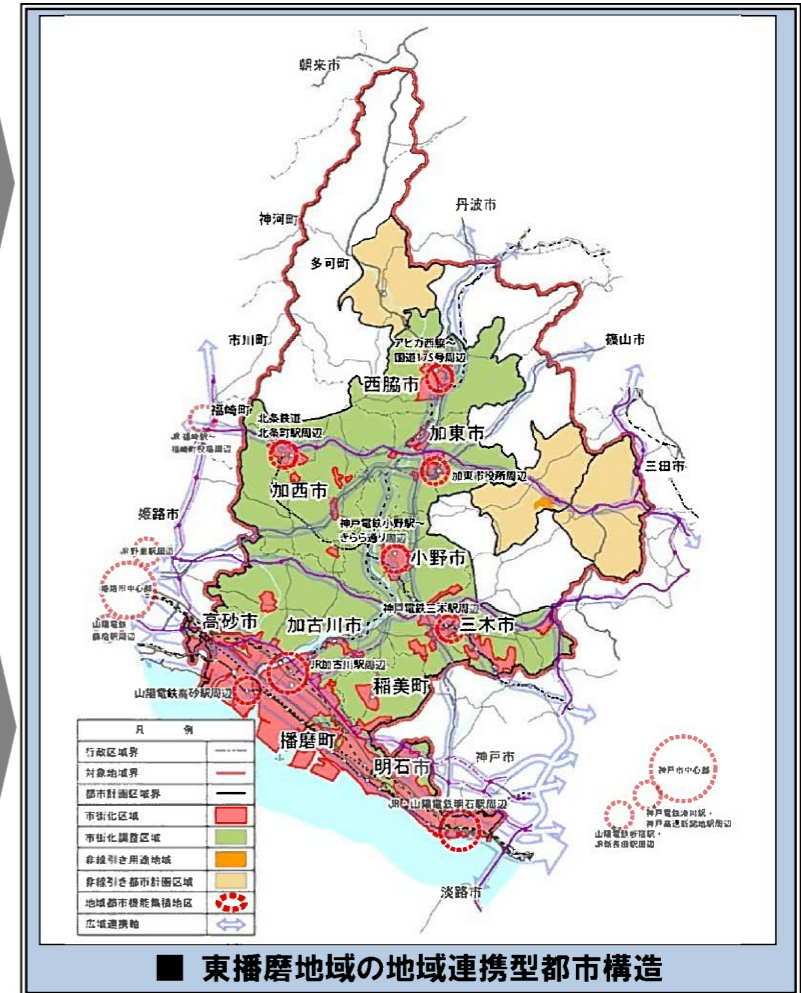 朝来市
丹波市
神河町
多可町
市川町
篠山市
アピカ西脇～
国道175号周辺
西脇市
福崎町
北条鉄道
北条町駅周辺
JR福崎駅～
福崎町役場周辺
加東市
加東市役所周辺
三田市
加西市
姫路市
神戸電鉄小野駅～
きらら通り周辺
JR野里駅周辺
小野市
姫路市中心部
神戸電鉄三木駅周辺
高砂市
加古川市
三木市
山陽電鉄
飾磨駅周辺
JR加古川駅周辺
稲美町
山陽電鉄高砂駅周辺
播磨町
神戸市
明石市
神戸市中心部
JR・山陽電鉄明石駅周辺
神戸電鉄湊川駅・
神戸高速新開地駅周辺
山陽電鉄板宿駅・
JR新長田駅周辺
淡路市
凡 例
行政区域界
対象地域界
都市計画区域界
市街化区域
市街化調整区域
非線引き用途地域
非線引き都市計画区域
地域都市機能集積地区
広域連携軸
■ 東播磨地域の地域連携型都市構造